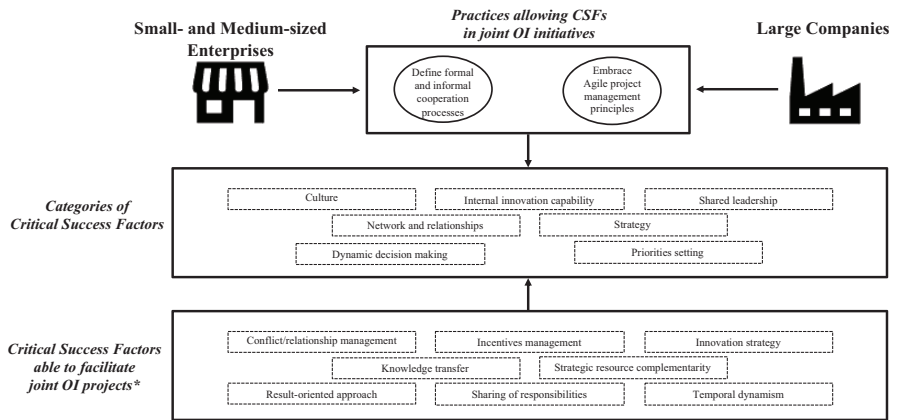 Practices allowing CSFs
in joint OI initiatives
Small- and Medium-sized
Enterprises
Large Companies
Define formal
and informal
cooperation
processes
Embrace
Agile project
management
principles
Categories of
Critical Success Factors
Culture
Internal innovation capability
Shared leadership
Network and relationships
Strategy
Dynamic decision making
Priorities setting
Critical Success Factors
able to facilitate
joint OI projects*
Conflict/relationship management
Incentives management
Innovation strategy
Knowledge transfer
Strategic resource complementarity
Result-oriented approach
Sharing of responsibilities
Temporal dynamism